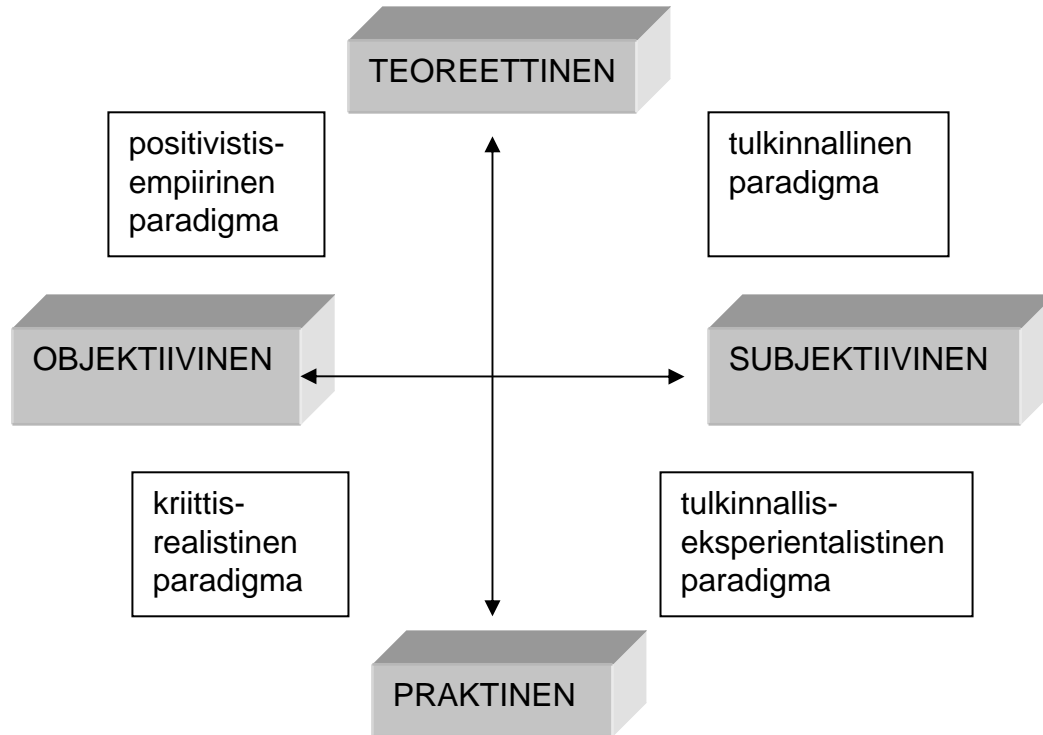 TEOREETTINEN
positivistis-
empiirinen
paradigma
tulkinnallinen
paradigma
OBJEKTIIVINEN
SUBJEKTIIVINEN
kriittis-
realistinen
paradigma
tulkinnallis-
eksperientalistinen
paradigma
PRAKTINEN